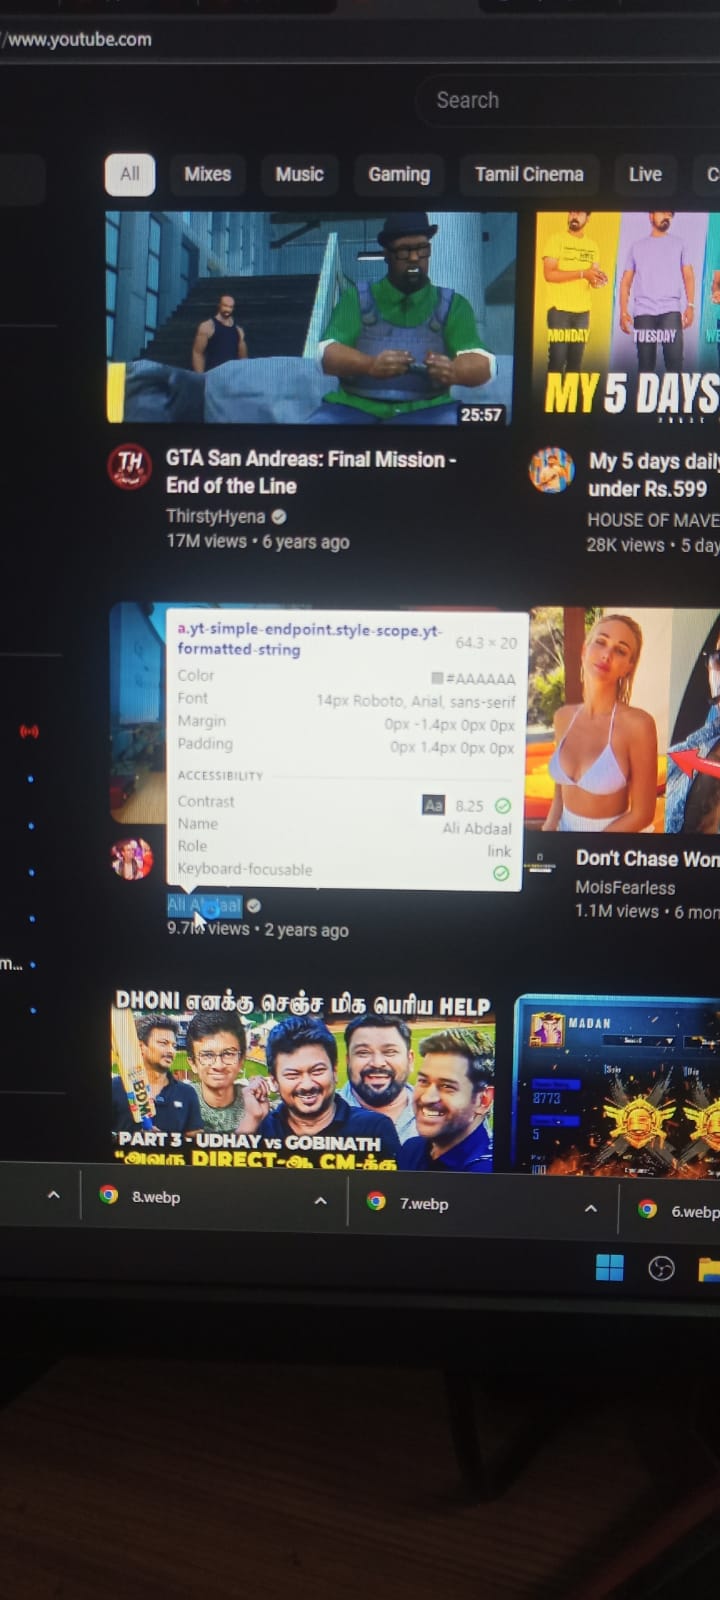 //www.youtube.com
Search
All
Mixes
Music
Gaming
Tamil Cinema
Live
C
MONDAY
TUESDAY
WE
MY 5 DAYS
25:57
TH
GTA San Andreas: Final Mission -
End of the Line
ThirstyHyena
17M views • 6 years ago
My 5 days daily
under Rs.599
HOUSE OF MAVE
28K views • 5 day
a.yt-simple-endpoint.style-scope.yt-
formatted-string
64.3 × 20
Color #AAAAAA
Font 14px Roboto, Arial, sans-serif
Margin 0px -1.4px 0px 0px
Padding 0px 1.4px 0px 0px
ACCESSIBILITY
Contrast Aa 8.25
Name Ali Abdaal
Role link
Keyboard-focusable
Ali Abdaal
9.7M views • 2 years ago
Don't Chase Won
MoisFearless
1.1M views • 6 mon
m...
DHONI எனக்கு செஞ்ச மிக பெரிய HELP
BDM
PART 3 - UDHAY vs GOBINATH
"அவரு DIRECT-ஆ CM-க்கு
MADAN
8773
5
100
8.webp
7.webp
6.webp